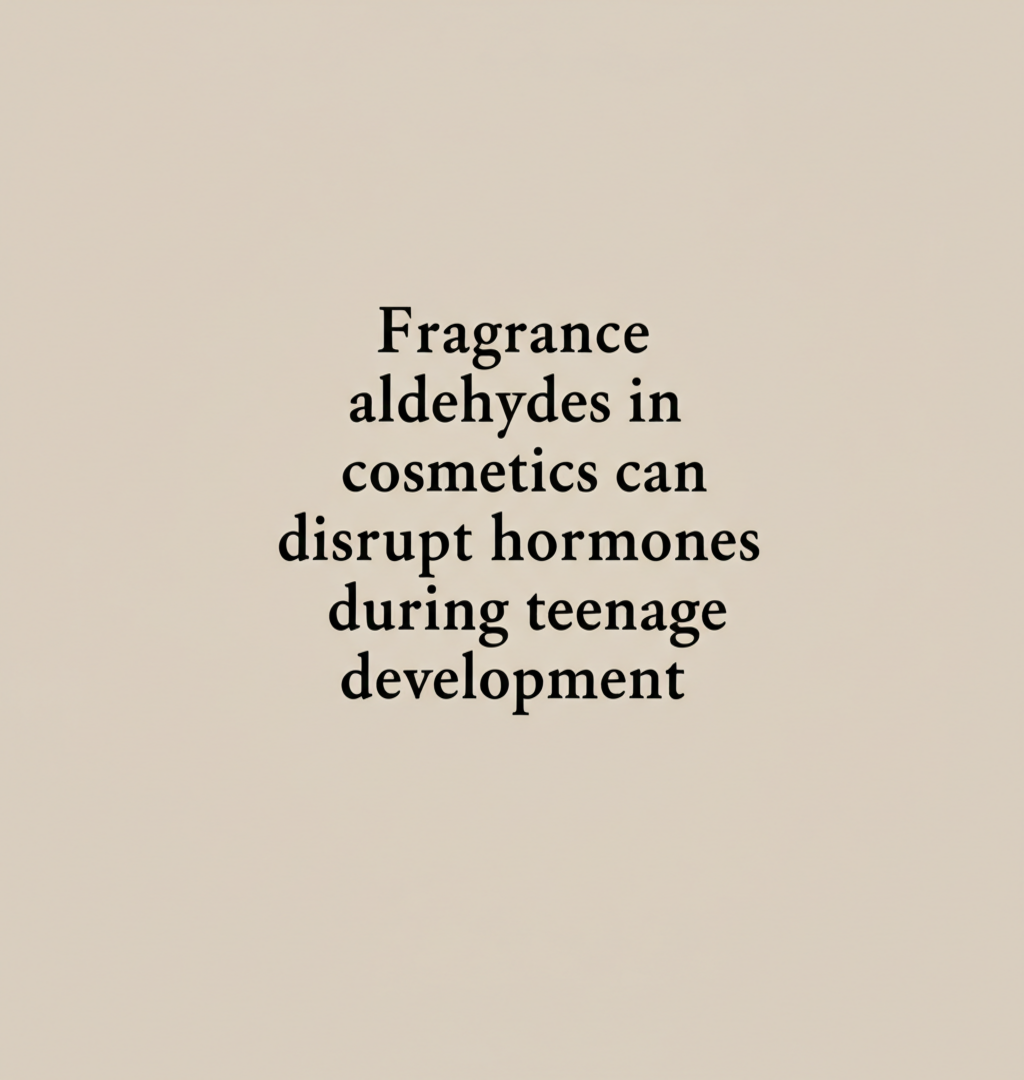 Fragrance
aldehydes in
cosmetics can
disrupt hormones
during teenage
development